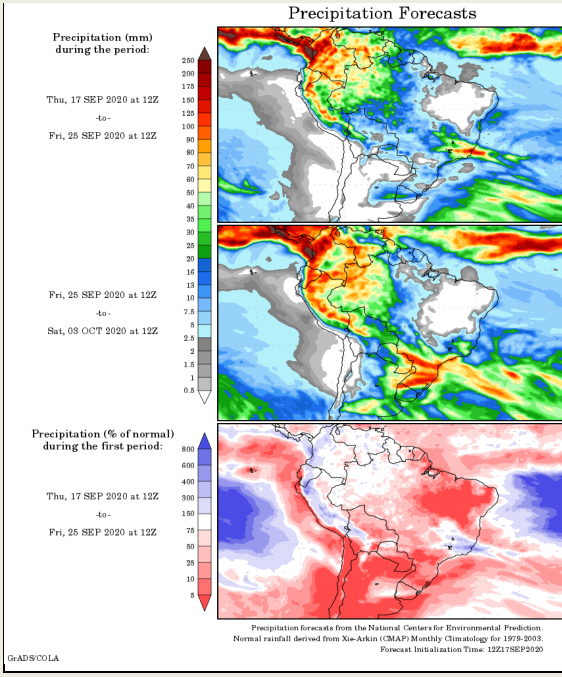 Precipitation Forecasts
Precipitation (mm)
during the period:
Thu, 17 SEP 2020 at 12Z
-to-
Fri, 25 SEP 2020 at 12Z
250
200
175
150
125
100
90
80
70
60
50
40
35
30
25
20
16
13
10
7.5
5
2.5
2
1.5
1
0.5
Fri, 25 SEP 2020 at 12Z
-to-
Sat, 03 OCT 2020 at 12Z
Precipitation (% of normal)
during the first period:
Thu, 17 SEP 2020 at 12Z
-to-
Fri, 25 SEP 2020 at 12Z
800
600
400
300
150
75
50
25
10
5
Precipitation forecasts from the National Centers for Environmental Prediction.
Normal rainfall derived from Xie-Arkin (CMAP) Monthly Climatology for 1979-2003.
Forecast Initialization Time: 12Z17SEP2020
GrADS/COLA